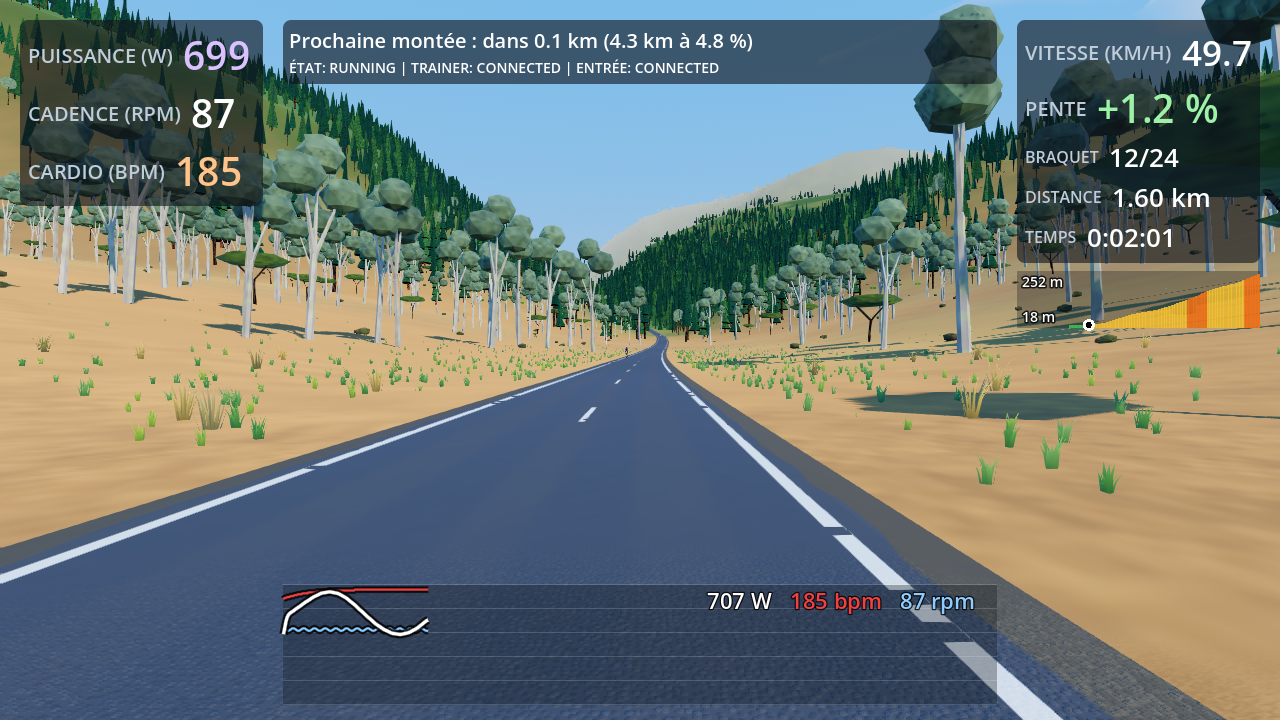 PUISSANCE (W) 699
CADENCE (RPM) 87
CARDIO (BPM) 185
Prochaine montée : dans 0.1 km (4.3 km à 4.8 %)
ÉTAT: RUNNING | TRAINER: CONNECTED | ENTRÉE: CONNECTED
VITESSE (KM/H) 49.7
PENTE +1.2 %
BRAQUET 12/24
DISTANCE 1.60 km
TEMPS 0:02:01
252 m
18 m
707 W 185 bpm 87 rpm